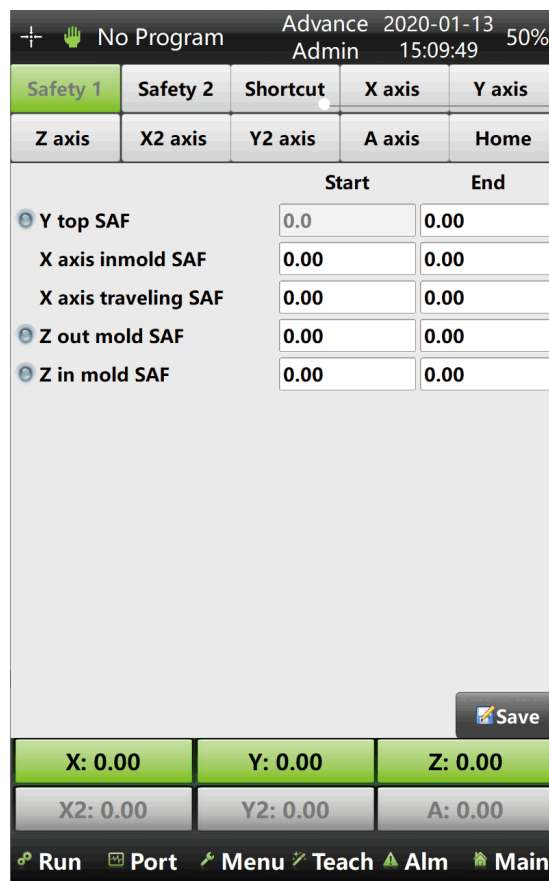 No Program Advance 2020-01-13 50%
Admin 15:09:49
Safety 1 Safety 2 Shortcut X axis Y axis
Z axis X2 axis Y2 axis A axis Home
Start End
Y top SAF 0.0 0.00
X axis inmold SAF 0.00 0.00
X axis traveling SAF 0.00 0.00
Z out mold SAF 0.00 0.00
Z in mold SAF 0.00 0.00
Save
X: 0.00 Y: 0.00 Z: 0.00
X2: 0.00 Y2: 0.00 A: 0.00
Run Port Menu Teach Alm Main